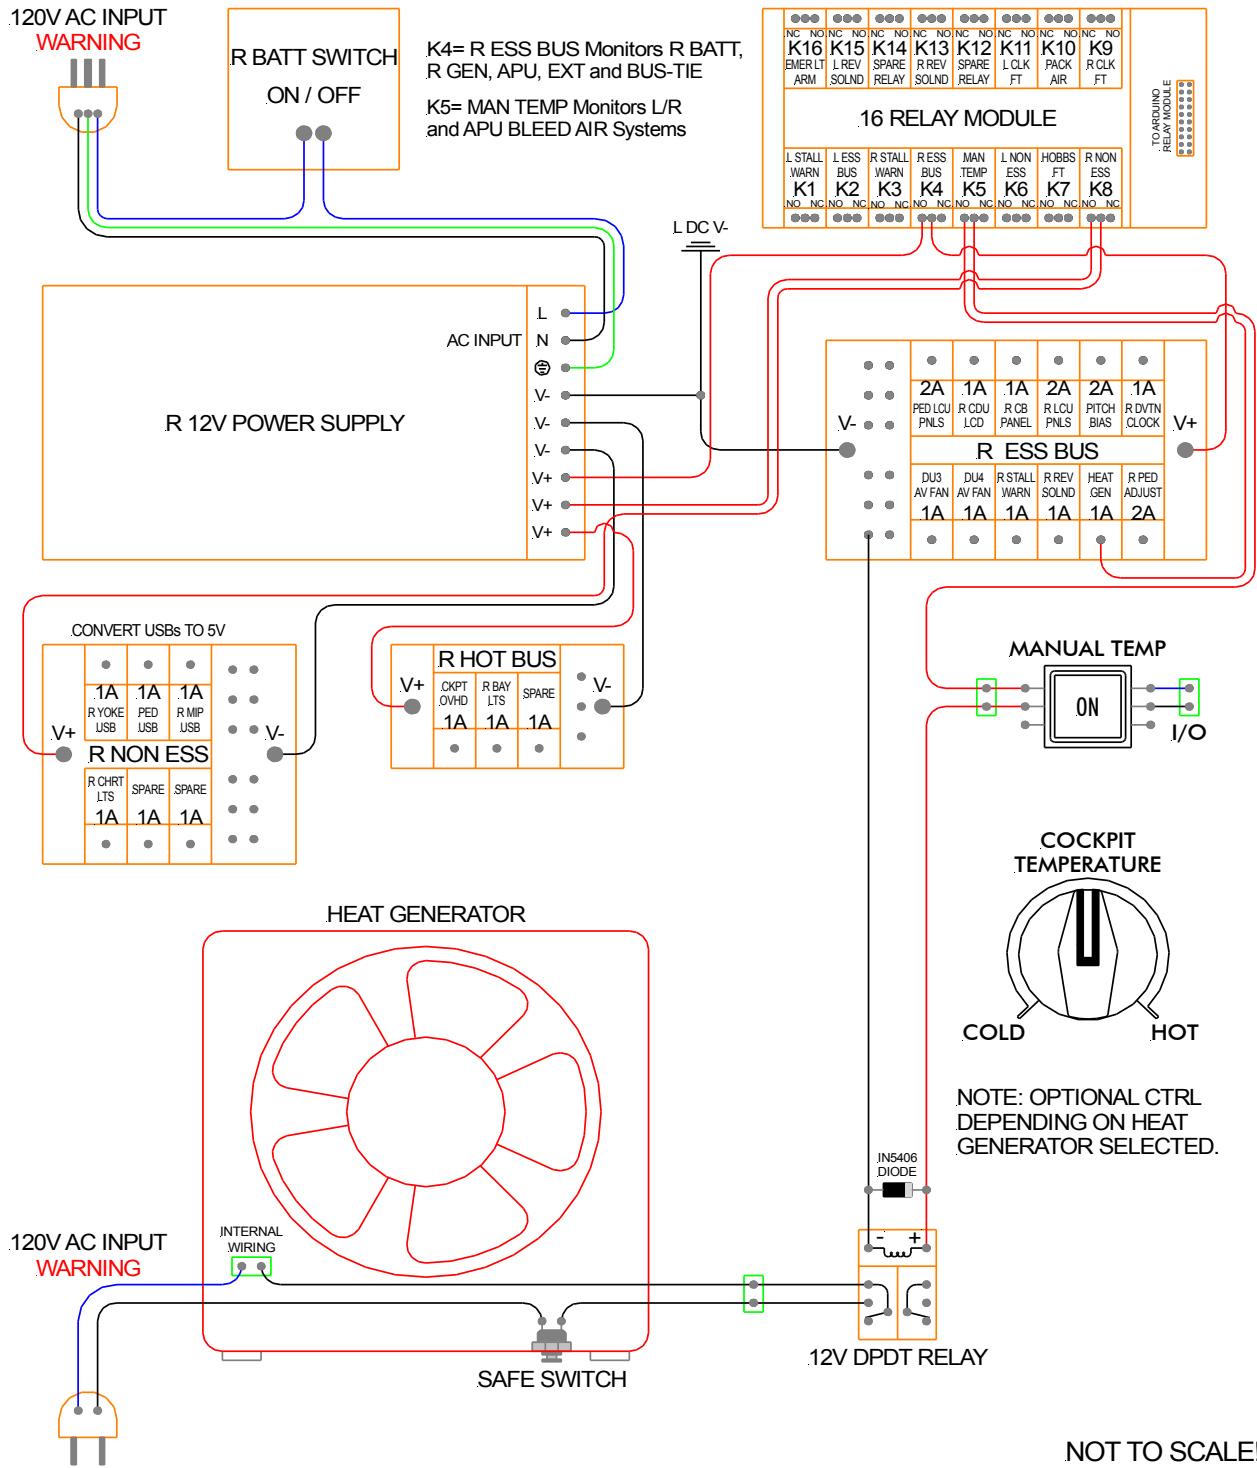 120V AC INPUT
WARNING
R BATT SWITCH
ON / OFF
K4= R ESS BUS Monitors R BATT,
R GEN, APU, EXT and BUS-TIE
K5= MAN TEMP Monitors L/R
and APU BLEED AIR Systems
NC NO NC NO NC NO NC NO NC NO NC NO NC NO NC NO
K16 K15 K14 K13 K12 K11 K10 K9
EMER LT L REV SPARE R REV SPARE L CLK PACK R CLK
ARM SOLND RELAY SOLND RELAY FT AIR FT
16 RELAY MODULE
TO ARDUINO
RELAY MODULE
L STALL L ESS R STALL R ESS MAN L NON HOBBS R NON
WARN BUS WARN BUS TEMP ESS FT ESS
K1 K2 K3 K4 K5 K6 K7 K8
NO NC NO NC NO NC NO NC NO NC NO NC NO NC NO NC
L DC V-
L
AC INPUT N
V-
V-
V-
V+
V+
V+
R 12V POWER SUPPLY
2A 1A 1A 2A 2A 1A
PED LCU R CDU R CB R LCU PITCH R DVTN
PNLS LCD PANEL PNLS BIAS CLOCK
V- V+
R ESS BUS
DU3 DU4 R STALL R REV HEAT R PED
AV FAN AV FAN WARN SOLND GEN ADJUST
1A 1A 1A 1A 1A 2A
CONVERT USBs TO 5V
1A 1A 1A
R YOKE PED R MIP
USB USB USB
V+ V-
R NON ESS
R CHRT SPARE SPARE
LTS
1A 1A 1A
R HOT BUS
V+ V-
CKPT R BAY SPARE
OVHD LTS
1A 1A 1A
MANUAL TEMP
ON
I/O
COCKPIT
TEMPERATURE
COLD HOT
NOTE: OPTIONAL CTRL
DEPENDING ON HEAT
GENERATOR SELECTED.
HEAT GENERATOR
IN5406
DIODE
- +
INTERNAL
WIRING
120V AC INPUT
WARNING
SAFE SWITCH
12V DPDT RELAY
NOT TO SCALE!